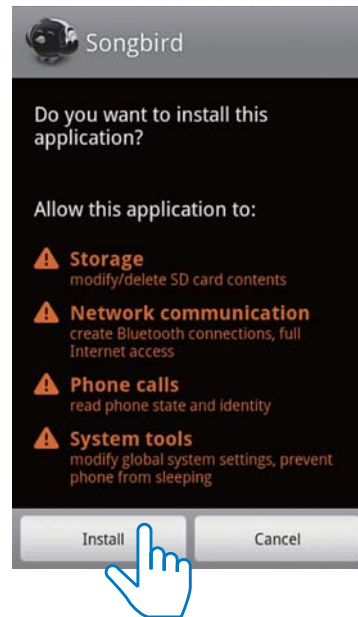 Songbird
Do you want to install this
application?
Allow this application to:
Storage
modify/delete SD card contents
Network communication
create Bluetooth connections, full
Internet access
Phone calls
read phone state and identity
System tools
modify global system settings, prevent
phone from sleeping
Install
Cancel